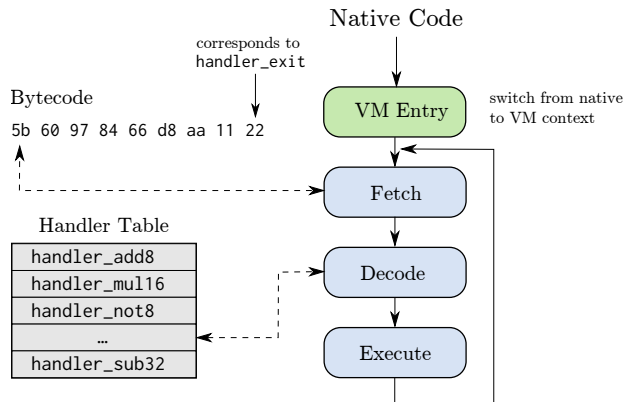 Native Code
corresponds to
handler_exit
Bytecode
5b 60 97 84 66 d8 aa 11 22
VM Entry
switch from native
to VM context
Fetch
Handler Table
handler_add8
handler_mul16
handler_not8
…
handler_sub32
Decode
Execute